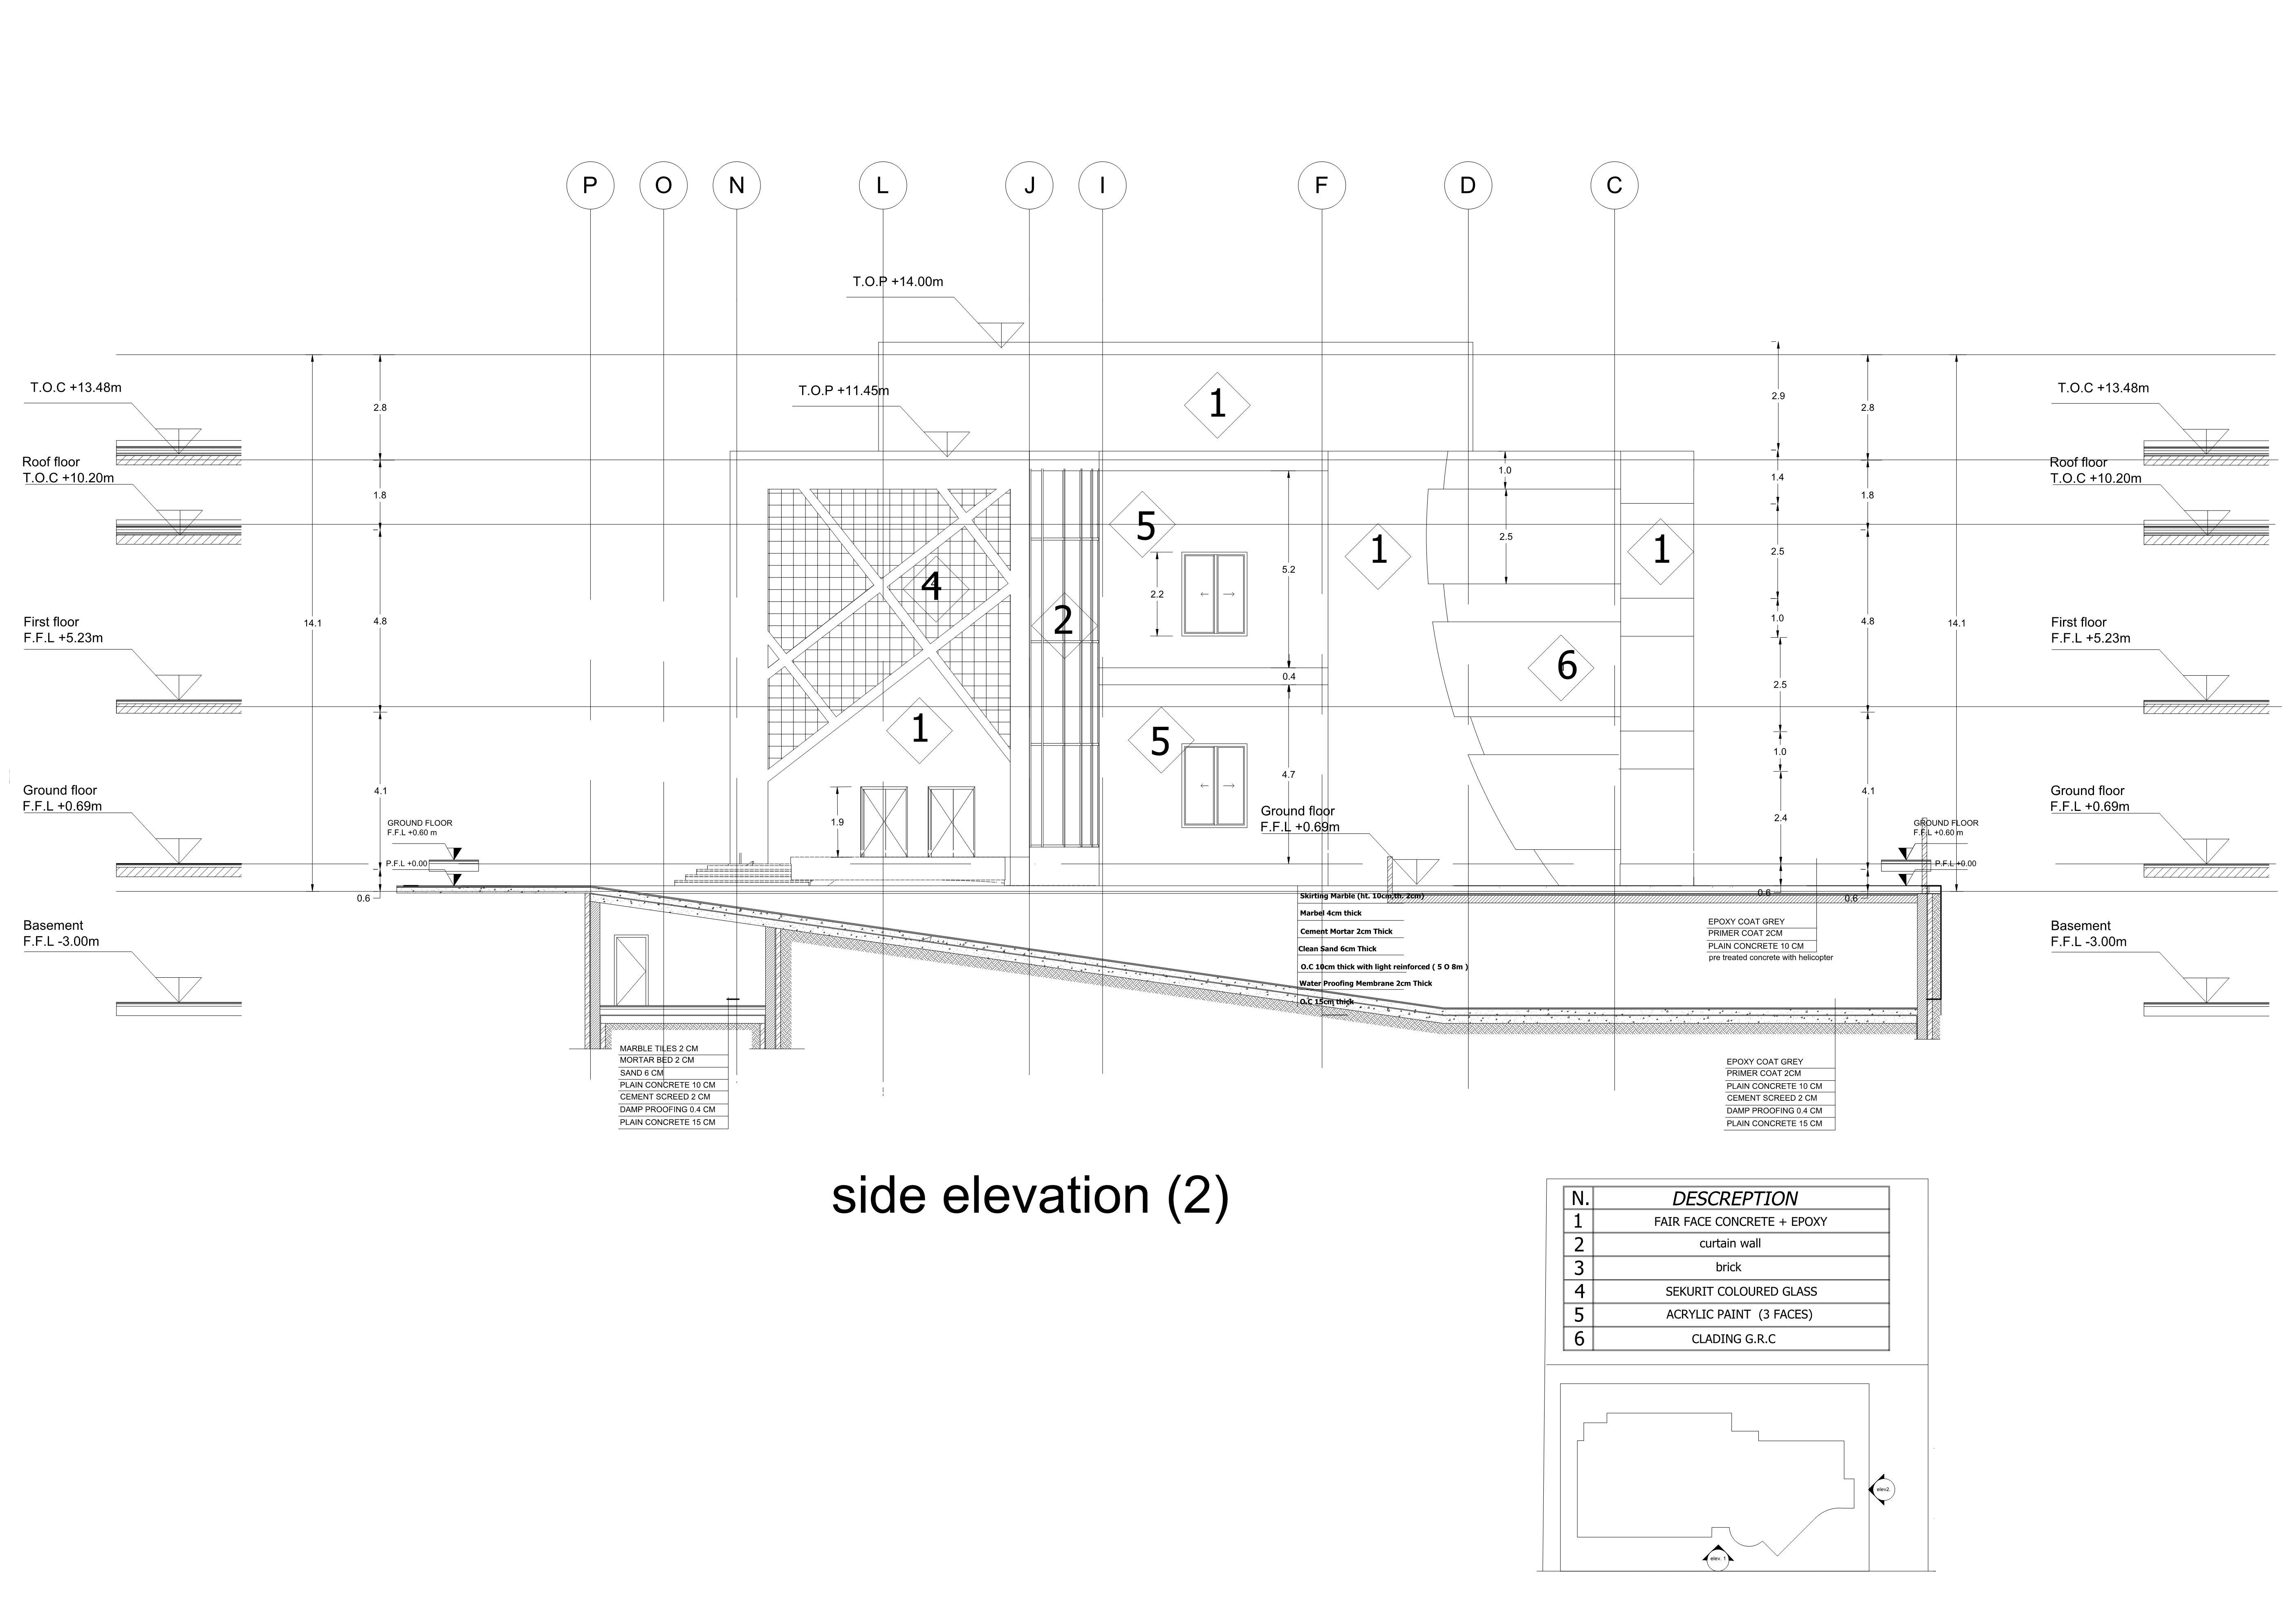 P O N L J I F D C
T.O.P +14.00m
T.O.C +13.48m
T.O.P +11.45m
1
T.O.C +13.48m
2.8
2.9
2.8
Roof floor
T.O.C +10.20m
Roof floor
T.O.C +10.20m
1.8
1.0
1.4
1.8
5
2.5
1
1
2.5
4
5.2
2.2
First floor
F.F.L +5.23m
14.1
4.8
2
1.0
4.8
14.1
First floor
F.F.L +5.23m
6
0.4
2.5
1
5
1.0
4.7
Ground floor
F.F.L +0.69m
4.1
1.9
Ground floor
F.F.L +0.69m
2.4
4.1
Ground floor
F.F.L +0.69m
GROUND FLOOR
F.F.L +0.60 m
P.F.L +0.00
GROUND FLOOR
F.F.L +0.60 m
P.F.L +0.00
0.6
0.6
0.6
Basement
F.F.L -3.00m
Skirting Marble (ht. 10cm,th. 2cm)
Marbel 4cm thick
Cement Mortar 2cm Thick
Clean Sand 6cm Thick
O.C 10cm thick with light reinforced ( 5 O 8m )
Water Proofing Membrane 2cm Thick
O.C 15cm thick
EPOXY COAT GREY
PRIMER COAT 2CM
PLAIN CONCRETE 10 CM
pre treated concrete with helicopter
Basement
F.F.L -3.00m
MARBLE TILES 2 CM
MORTAR BED 2 CM
SAND 6 CM
PLAIN CONCRETE 10 CM
CEMENT SCREED 2 CM
DAMP PROOFING 0.4 CM
PLAIN CONCRETE 15 CM
EPOXY COAT GREY
PRIMER COAT 2CM
PLAIN CONCRETE 10 CM
CEMENT SCREED 2 CM
DAMP PROOFING 0.4 CM
PLAIN CONCRETE 15 CM
side elevation (2)
N. DESCREPTION
1 FAIR FACE CONCRETE + EPOXY
2 curtain wall
3 brick
4 SEKURIT COLOURED GLASS
5 ACRYLIC PAINT (3 FACES)
6 CLADING G.R.C
elev2.
elev. 1